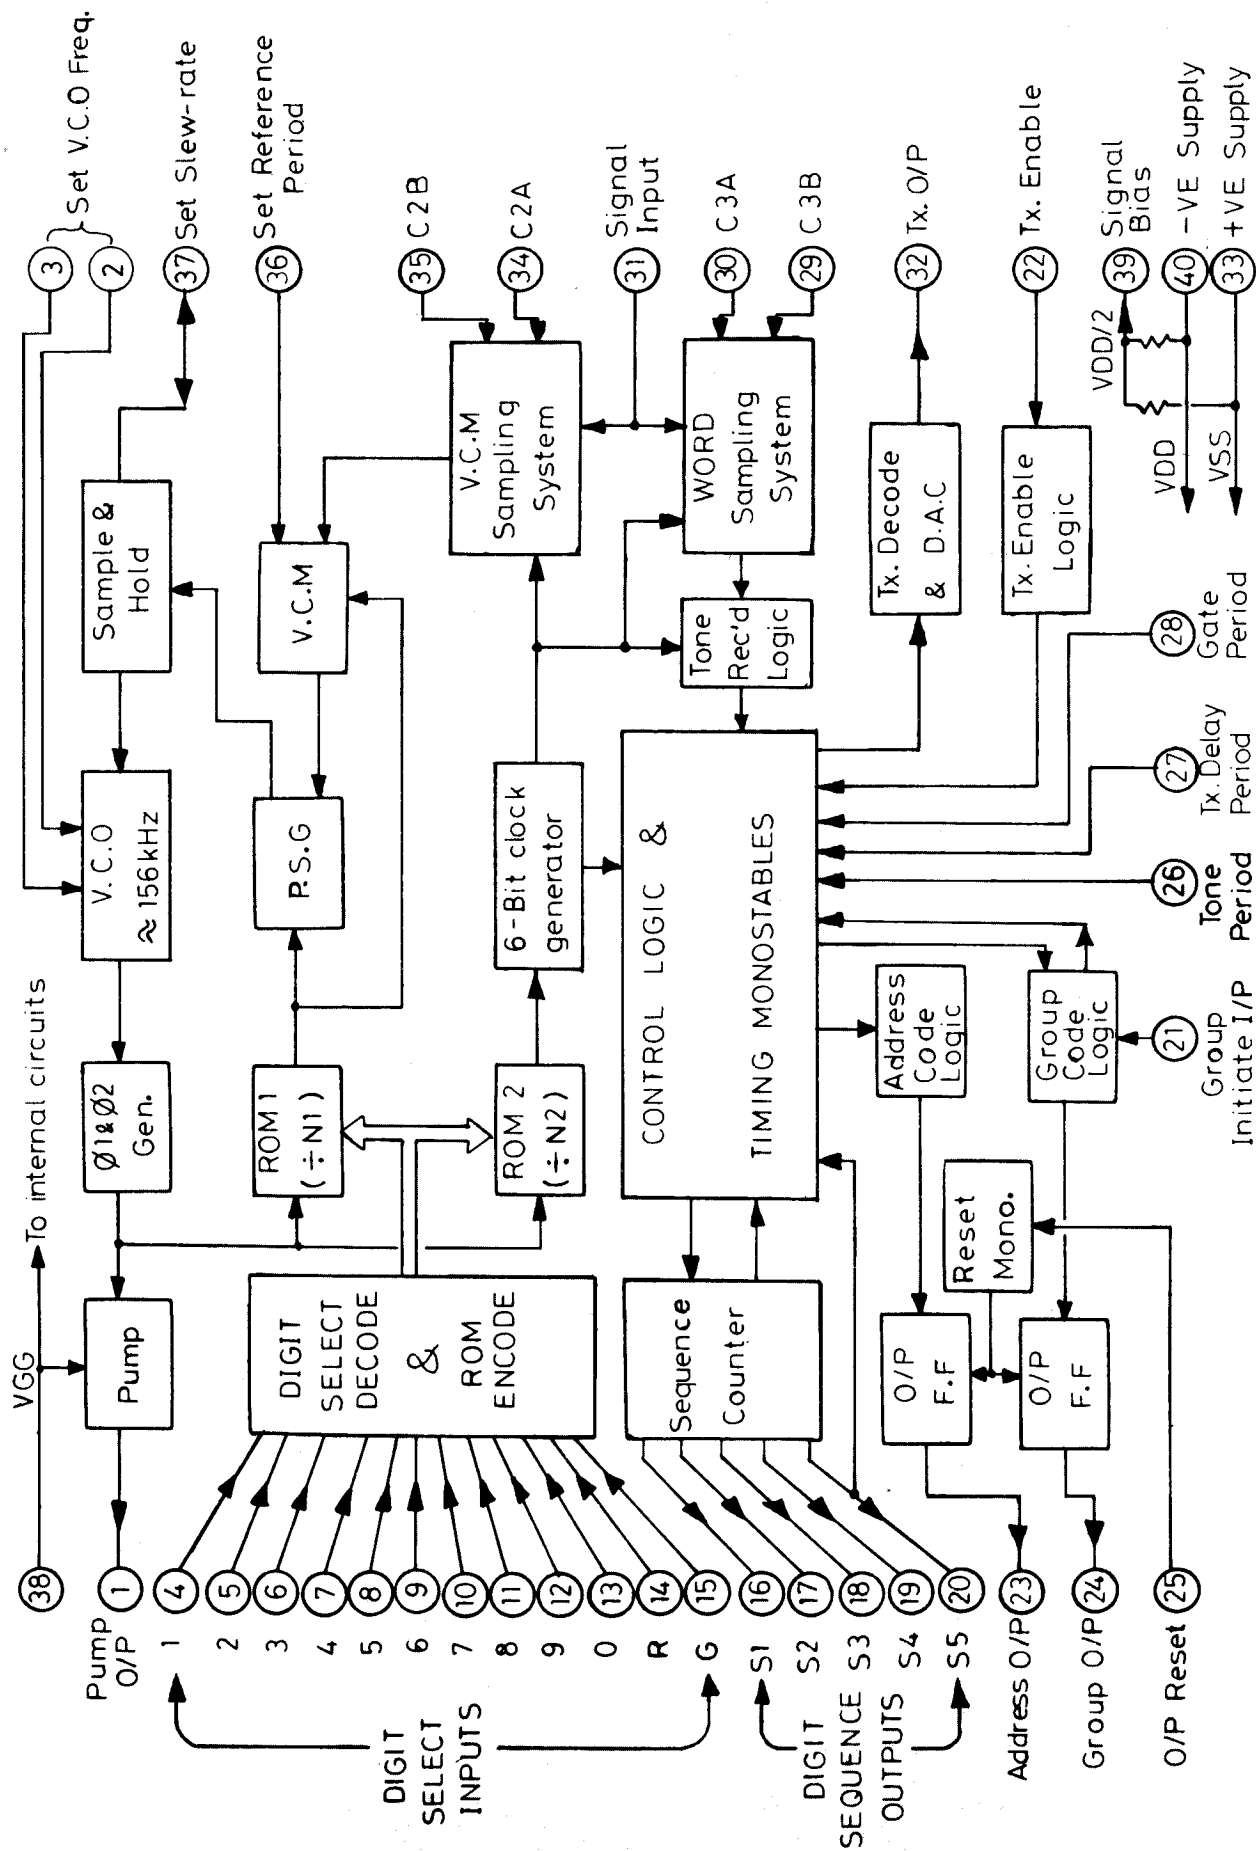 VGG
To internal circuits
38
3
Set V.C.O Freq.
2
Pump
O/P
1
Pump
Ø1&Ø2
Gen.
V.C.O
≈156kHz
Sample &
Hold
37
Set Slew-rate
DIGIT
SELECT
INPUTS
1
4
2
5
3
6
4
7
5
8
6
9
7
10
8
11
9
12
0
13
R
14
G
15
DIGIT
SELECT
DECODE
&
ROM
ENCODE
ROM 1
(÷N1)
P.S.G
V.C.M
36
Set Reference
Period
ROM 2
(÷N2)
6-Bit clock
generator
V.C.M
Sampling
System
35
C2B
34
C2A
31
Signal
Input
DIGIT
SEQUENCE
OUTPUTS
S1
16
S2
17
S3
18
S4
19
S5
20
Sequence
Counter
CONTROL LOGIC &
TIMING MONOSTABLES
Tone
Rec'd
Logic
WORD
Sampling
System
30
C3A
29
C3B
O/P
F.F
Address
Code
Logic
Tx. Decode
& D.A.C
32
Tx. O/P
Reset
Mono.
O/P
F.F
Group
Code
Logic
Tx. Enable
Logic
22
Tx. Enable
Address O/P
23
Group O/P
24
O/P Reset
25
21
Group
Initiate I/P
26
Tone
Period
27
Tx. Delay
Period
28
Gate
Period
VDD/2
39
Signal
Bias
VDD
40
-VE Supply
VSS
33
+VE Supply